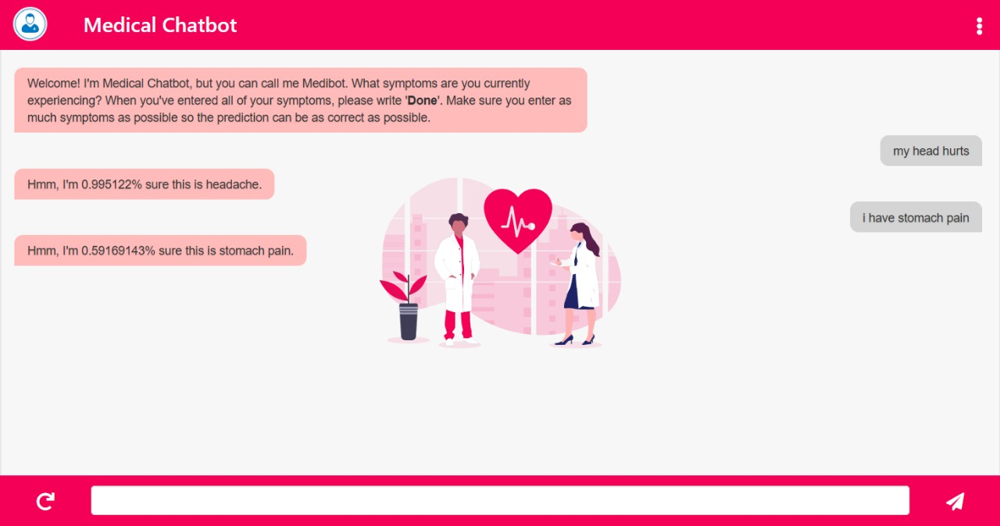 Medical Chatbot
Welcome! I'm Medical Chatbot, but you can call me Medibot. What symptoms are you currently
experiencing? When you've entered all of your symptoms, please write 'Done'. Make sure you enter as
much symptoms as possible so the prediction can be as correct as possible.
my head hurts
Hmm, I'm 0.995122% sure this is headache.
i have stomach pain
Hmm, I'm 0.59169143% sure this is stomach pain.